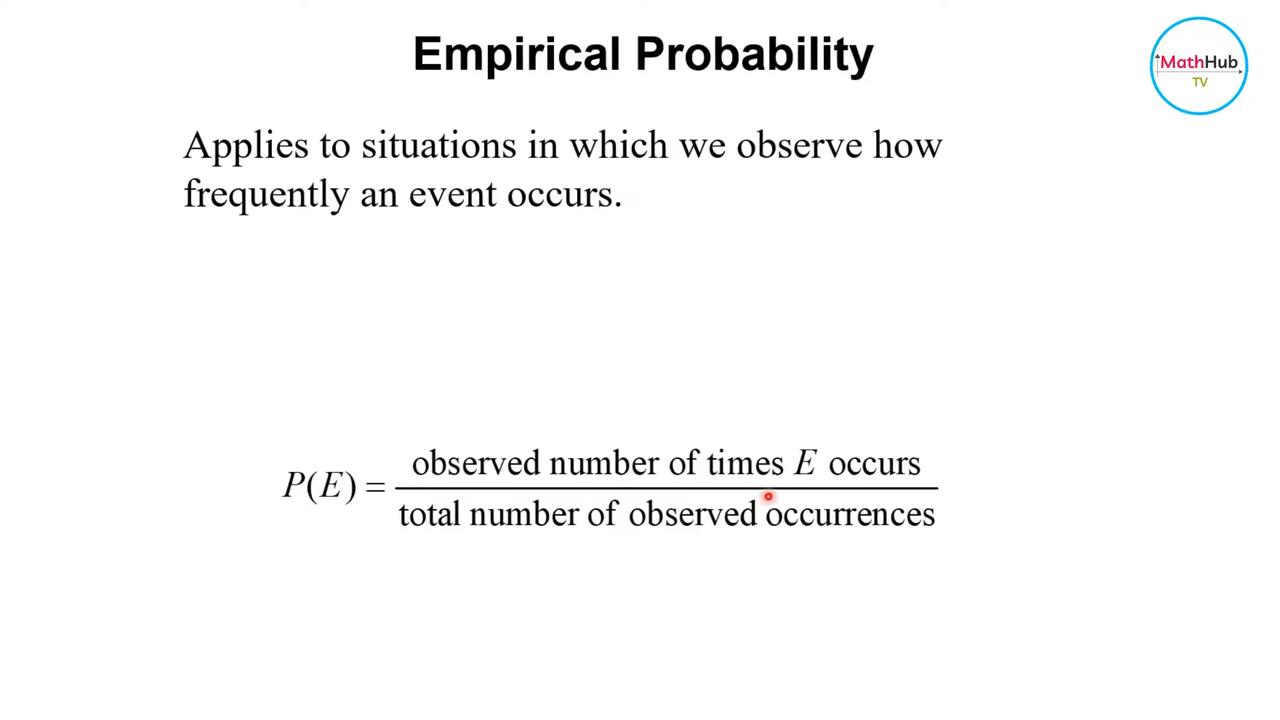 Empirical Probability
MathHub
TV
Applies to situations in which we observe how
frequently an event occurs.
P(E) = observed number of times E occurs
total number of observed occurrences